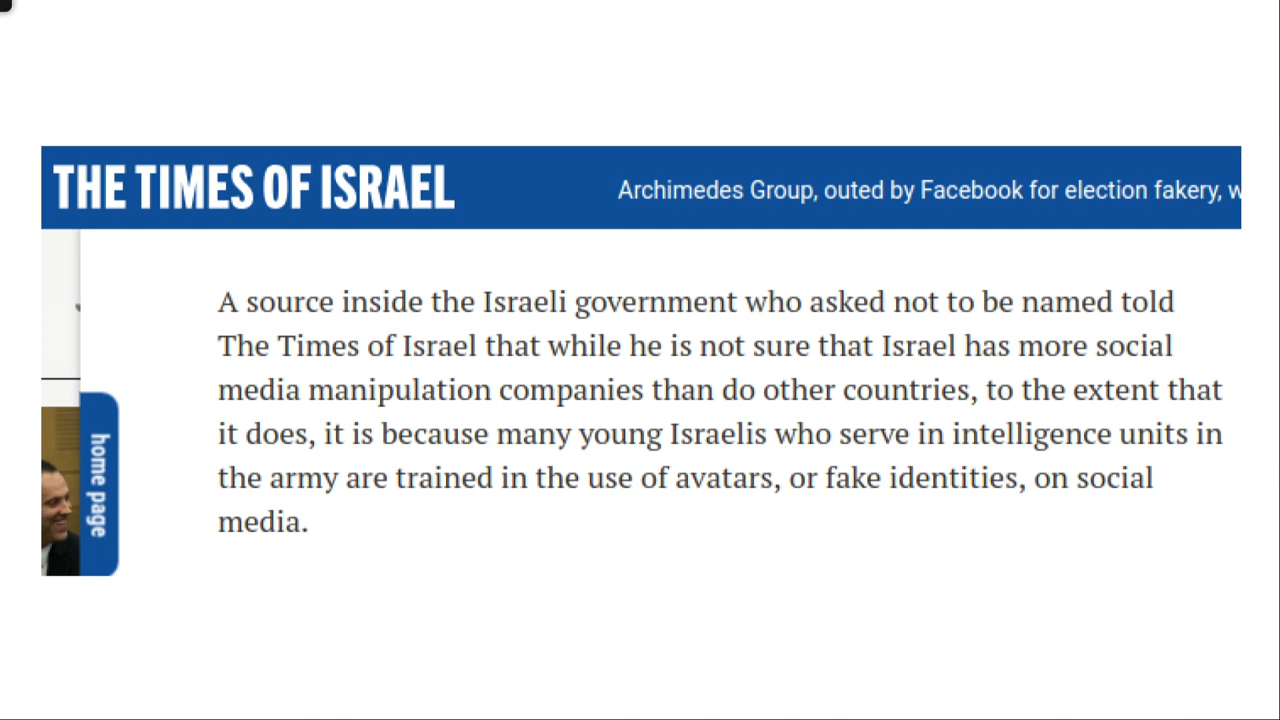 THE TIMES OF ISRAEL
Archimedes Group, outed by Facebook for election fakery, w
A source inside the Israeli government who asked not to be named told
The Times of Israel that while he is not sure that Israel has more social
media manipulation companies than do other countries, to the extent that
it does, it is because many young Israelis who serve in intelligence units in
the army are trained in the use of avatars, or fake identities, on social
media.
home page